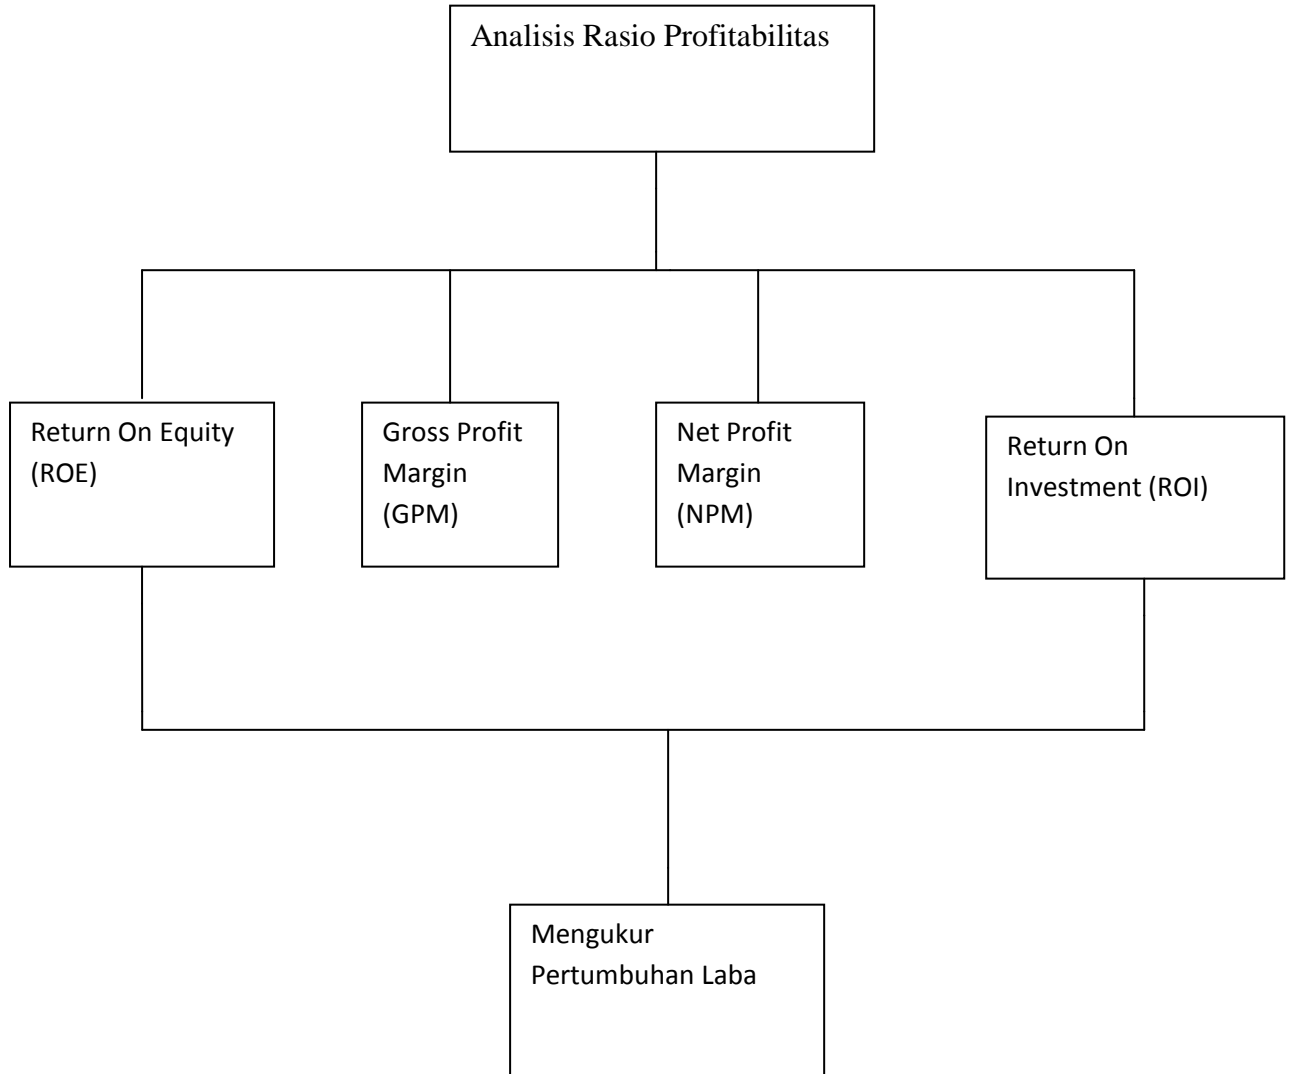 Analisis Rasio Profitabilitas
Return On Equity
(ROE)
Gross Profit
Margin
(GPM)
Net Profit
Margin
(NPM)
Return On
Investment (ROI)
Mengukur
Pertumbuhan Laba